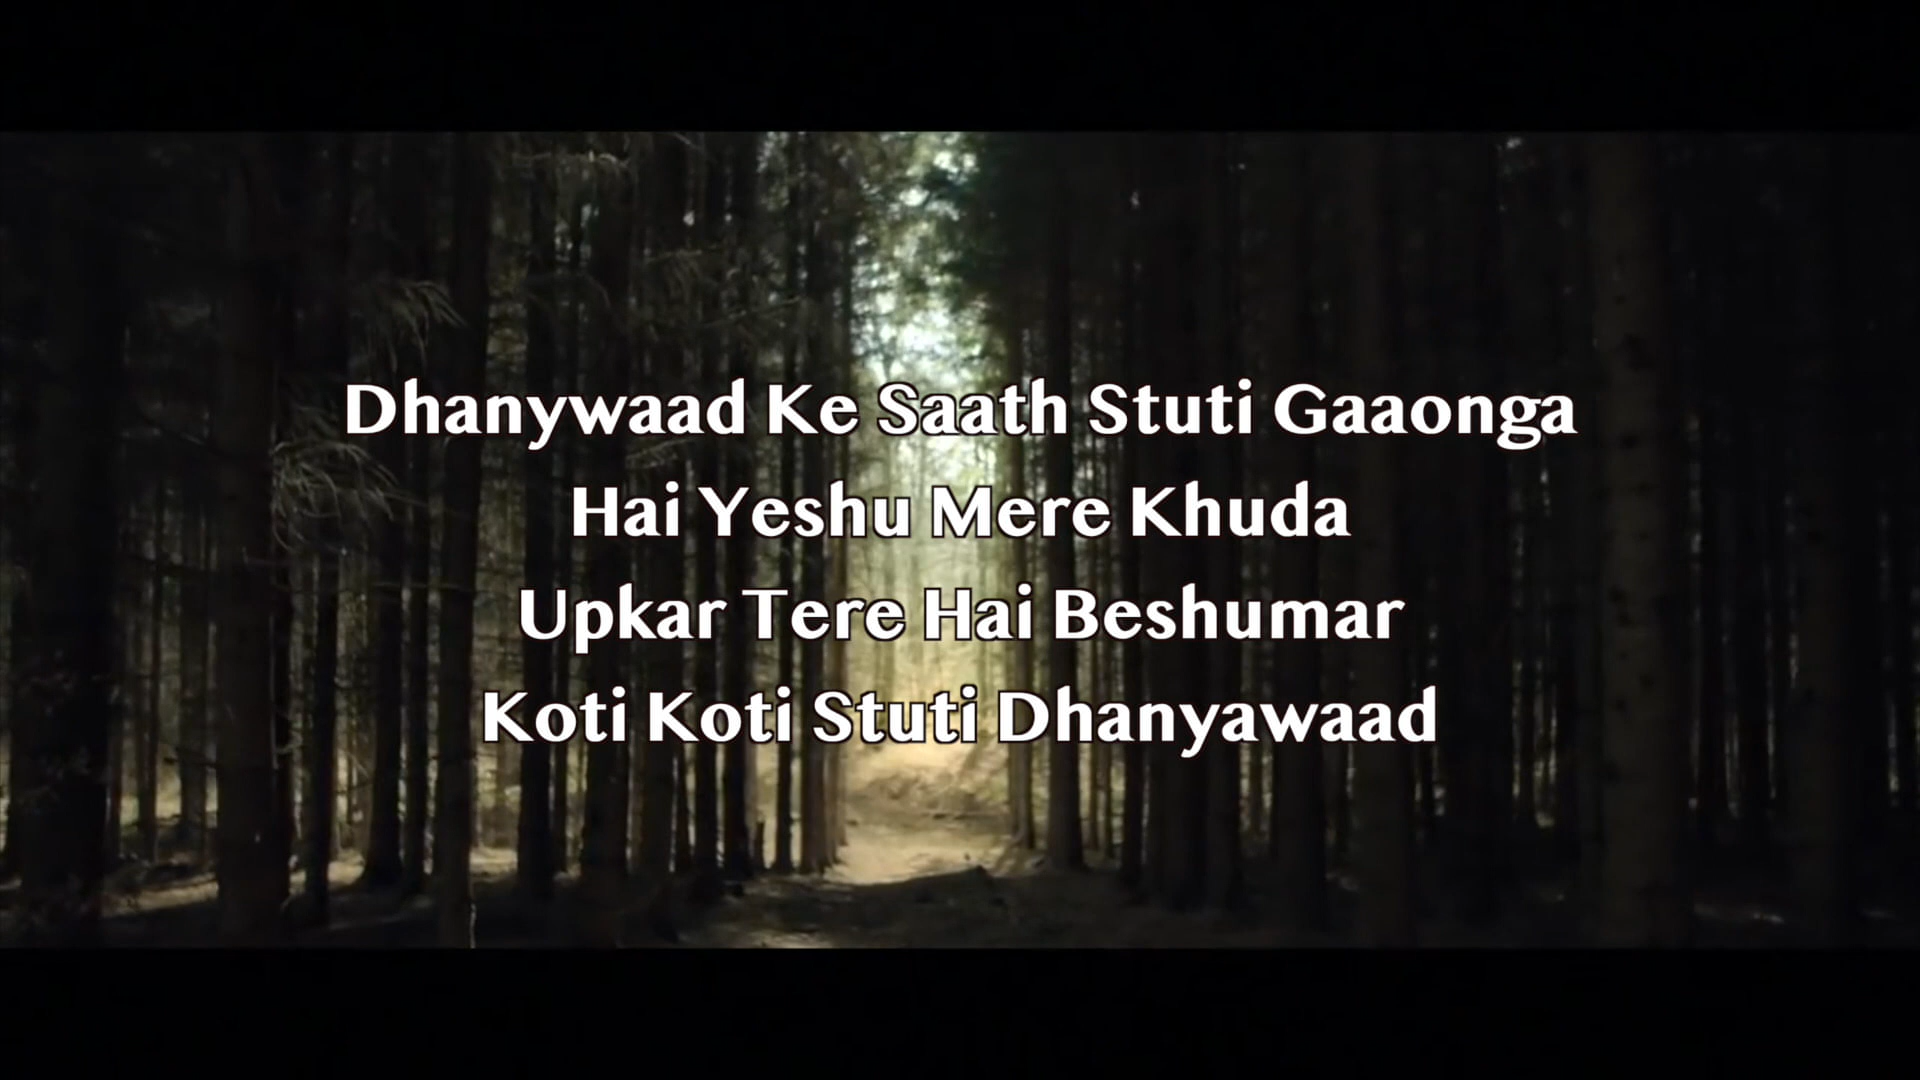 Dhanywaad Ke Saath Stuti Gaaonga
Hai Yeshu Mere Khuda
Upkar Tere Hai Beshumar
Koti Koti Stuti Dhanyawaad